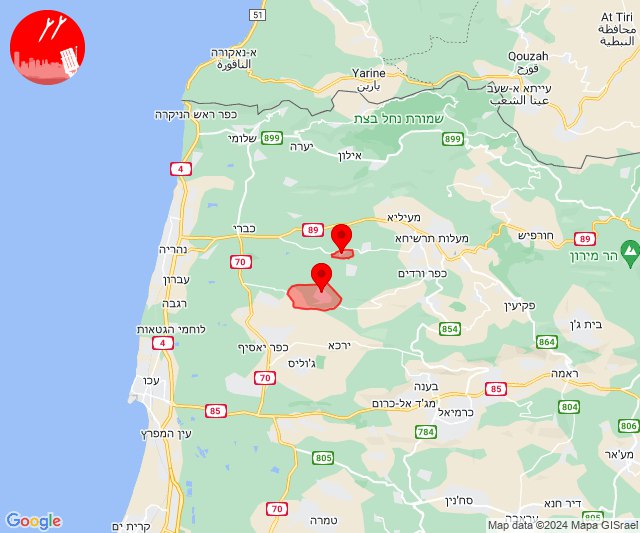 51
At Tiri
محافظة
النبطية
א-נאקורה
الناقورة
Qouzah
قوزح
Yarine
يارين
עייתא א-שעב
عيتا الشعب
כפר ראש הניקרה
שמורת נחל בצת
899
שלומי
899
יערה
אילון
4
מעיליא
89
כברי
חורפיש
89
מעלות תרשיחא
נהריה
הר מירון
70
כפר ורדים
עברון
רגבה
פקיעין
בית ג'ן
לוחמי הגטאות
854
864
4
כפר יאסיף
ירכא
ג'וליס
ראמה
70
עכו
בענה
85
804
85
מג'ד אל-כרום
כרמיאל
806
עין המפרץ
784
מע'אר
805
805
סח'נין
דיר חנא
70
טמרה
Google
קרית ים
Map data ©2024 Mapa GISrael